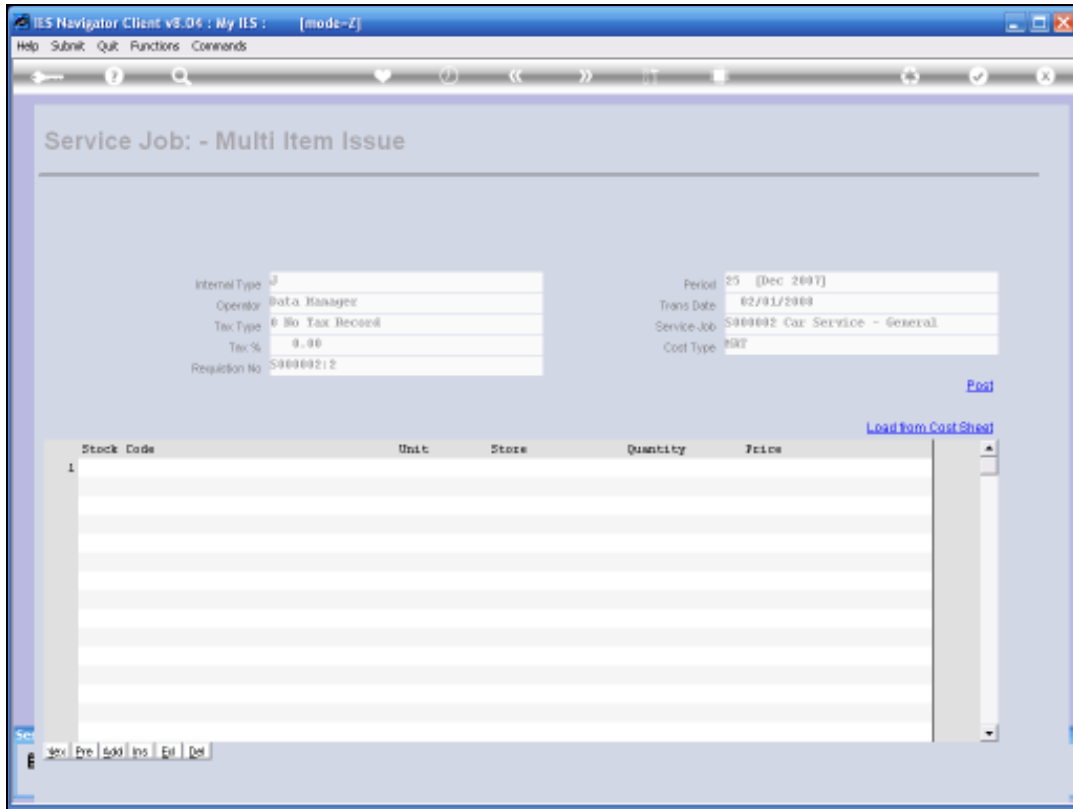 IES Navigator Client v8.04 : My IES : [mode-Z]
Help Submit Quit Functions Commands
Service Job: - Multi Item Issue
Internal Type J
Operator Data Manager
Tax Type 0 No Tax Record
Tax % 0.00
Requistion No S000002:2
Period 25 [Dec 2007]
Trans Date 02/01/2008
Service Job S000002 Car Service - General
Cost Type MAT
Post
Load from Cost Sheet
Stock Code Unit Store Quantity Price
1
Nex Pre Add Ins Del